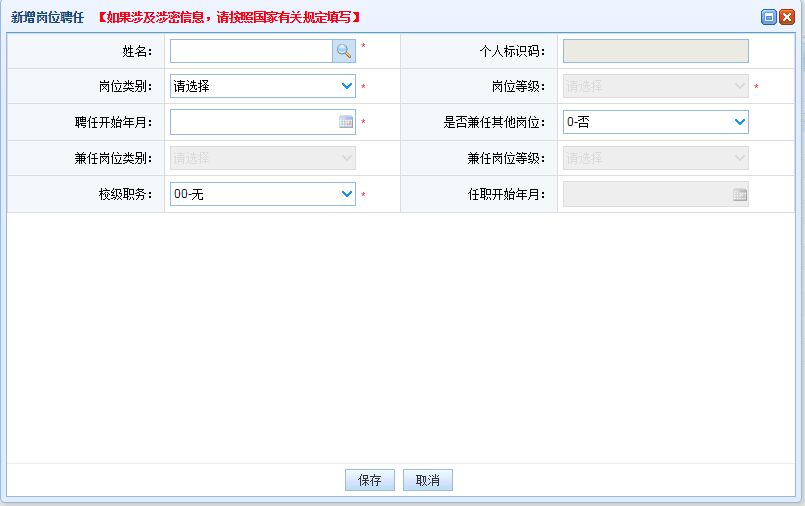 新增岗位聘任 【如果涉及涉密信息，请按照国家有关规定填写】
姓名： * 个人标识码：
岗位类别： 请选择 * 岗位等级： 请选择 *
聘任开始年月： * 是否兼任其他岗位： 0-否
兼任岗位类别： 请选择 兼任岗位等级： 请选择
校级职务： 00-无 * 任职开始年月：
保存 取消